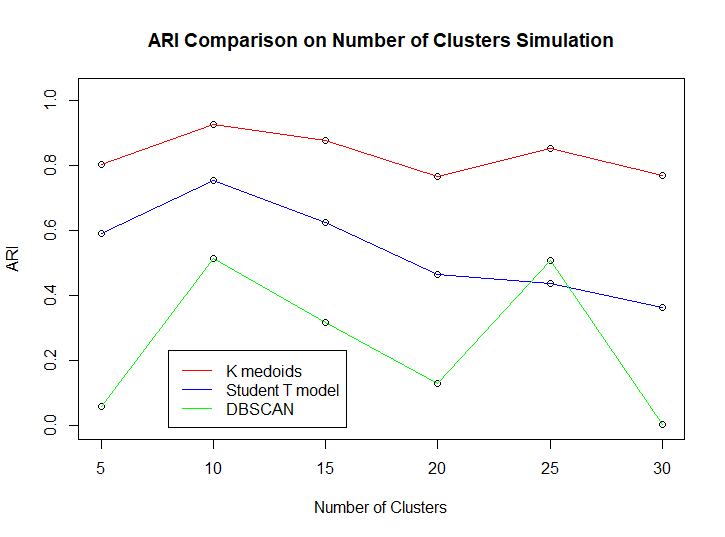 ARI Comparison on Number of Clusters Simulation
1.0
0.8
0.6
0.4
0.2
0.0
ARI
K medoids
Student T model
DBSCAN
5 10 15 20 25 30
Number of Clusters